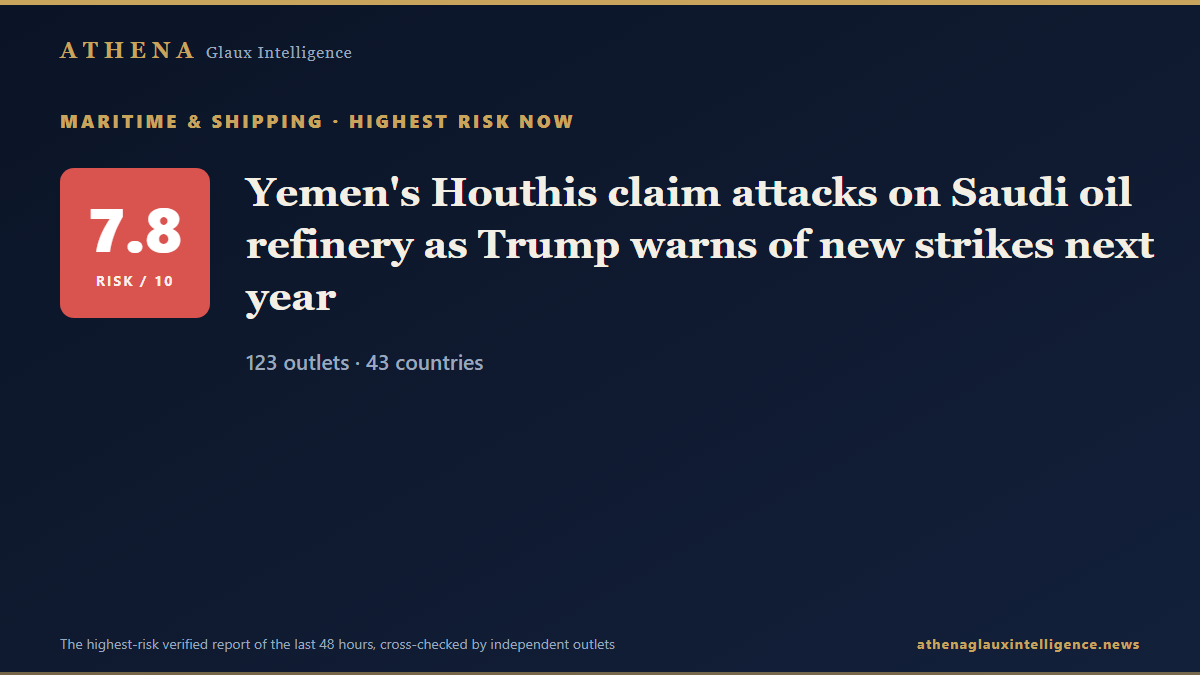 ATHENA Glaux Intelligence
MARITIME & SHIPPING · HIGHEST RISK NOW
7.8
RISK / 10
Yemen's Houthis claim attacks on Saudi oil
refinery as Trump warns of new strikes next
year
123 outlets · 43 countries
The highest-risk verified report of the last 48 hours, cross-checked by independent outlets
athenaglauxintelligence.news